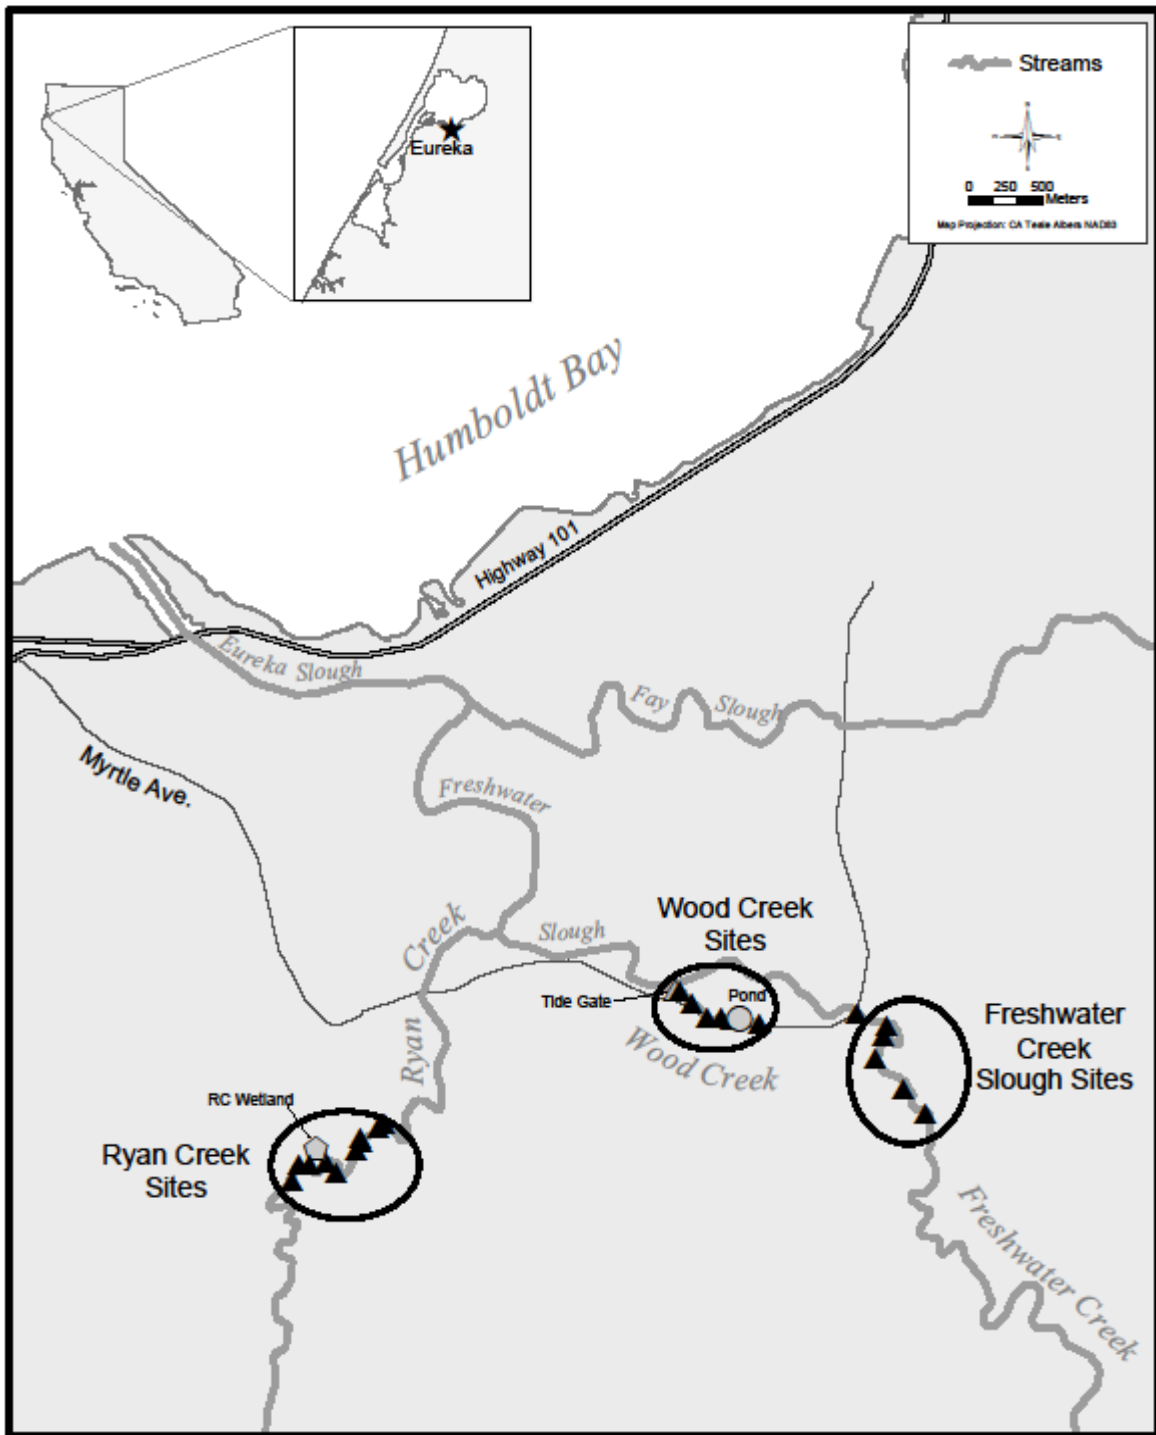 Streams
0 250 500
Meters
Map Projection: CA Teale Albers NAD83
Eureka
Humboldt Bay
Highway 101
Eureka Slough
Fay Slough
Myrtle Ave.
Freshwater
Slough
Wood Creek
Sites
Ryan Creek
Tide Gate
Pond
Wood Creek
Freshwater
Creek
Slough Sites
RC Wetland
Ryan Creek
Sites
Freshwater Creek